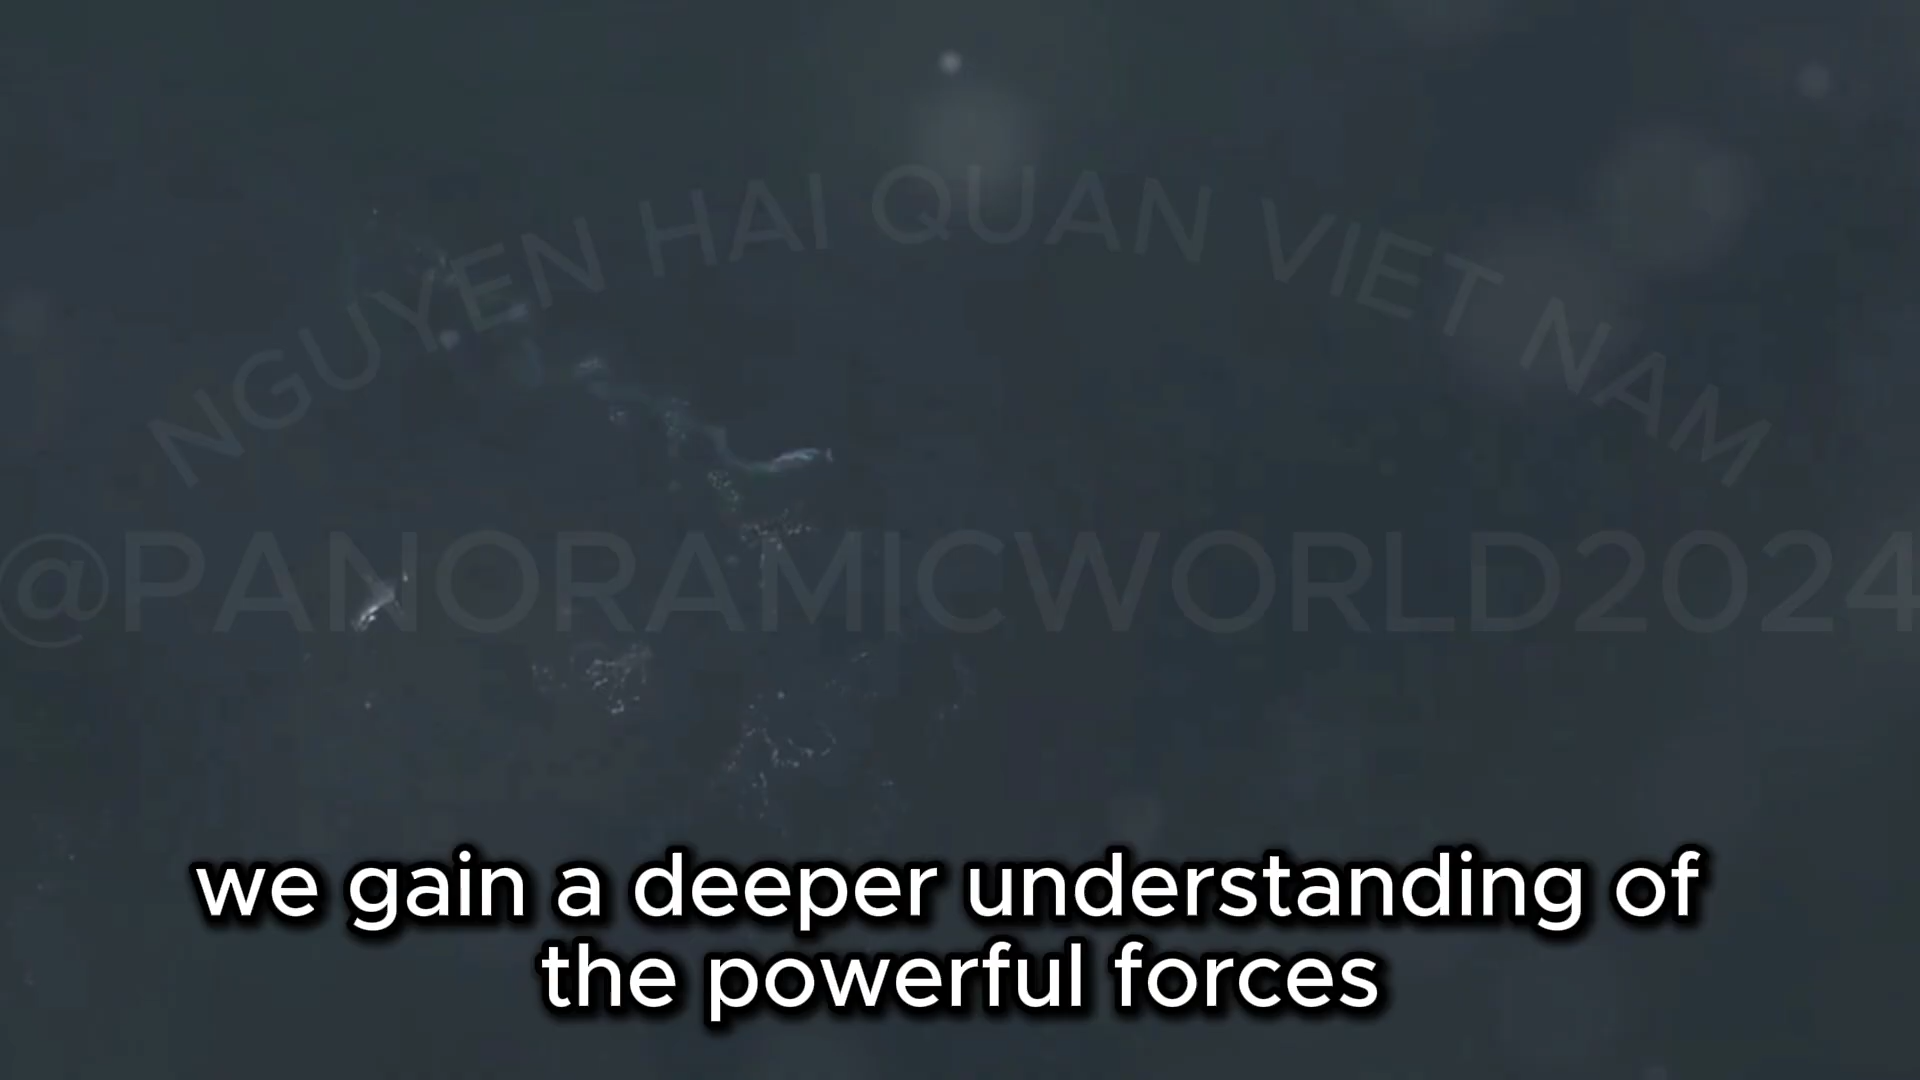 NGUYEN HAI QUAN VIET NAM
@PANORAMICWORLD2024
we gain a deeper understanding of
the powerful forces